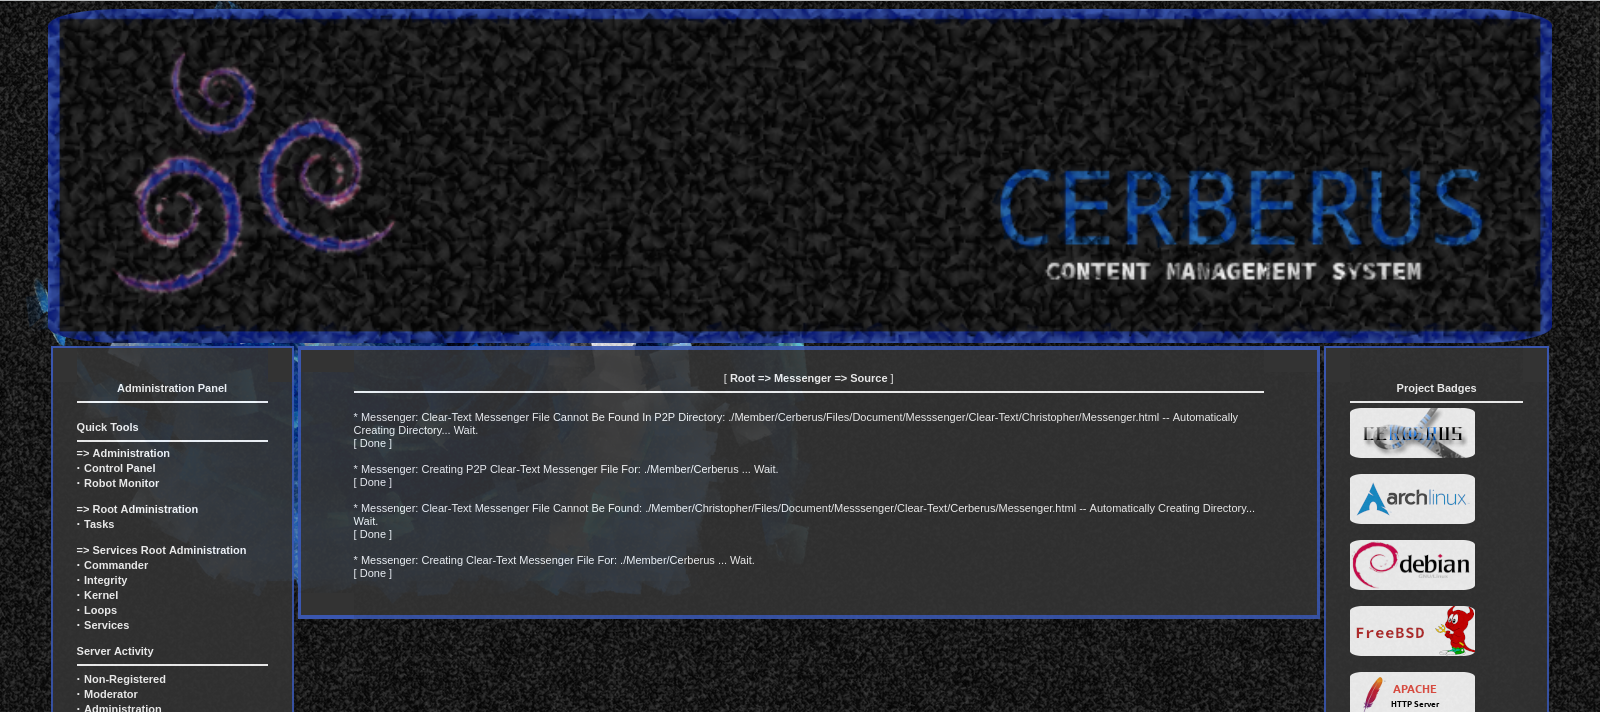 CERBERUS
CONTENT MANAGEMENT SYSTEM
Administration Panel
Quick Tools
=> Administration
· Control Panel
· Robot Monitor
=> Root Administration
· Tasks
=> Services Root Administration
· Commander
· Integrity
· Kernel
· Loops
· Services
Server Activity
· Non-Registered
· Moderator
· Administration
[ Root => Messenger => Source ]
* Messenger: Clear-Text Messenger File Cannot Be Found In P2P Directory: ./Member/Cerberus/Files/Document/Messsenger/Clear-Text/Christopher/Messenger.html -- Automatically
Creating Directory... Wait.
[ Done ]
* Messenger: Creating P2P Clear-Text Messenger File For: ./Member/Cerberus ... Wait.
[ Done ]
* Messenger: Clear-Text Messenger File Cannot Be Found: ./Member/Christopher/Files/Document/Messsenger/Clear-Text/Cerberus/Messenger.html -- Automatically Creating Directory...
Wait.
[ Done ]
* Messenger: Creating Clear-Text Messenger File For: ./Member/Cerberus ... Wait.
[ Done ]
Project Badges
CERBERUS
archlinux
debian
FreeBSD
APACHE
HTTP Server